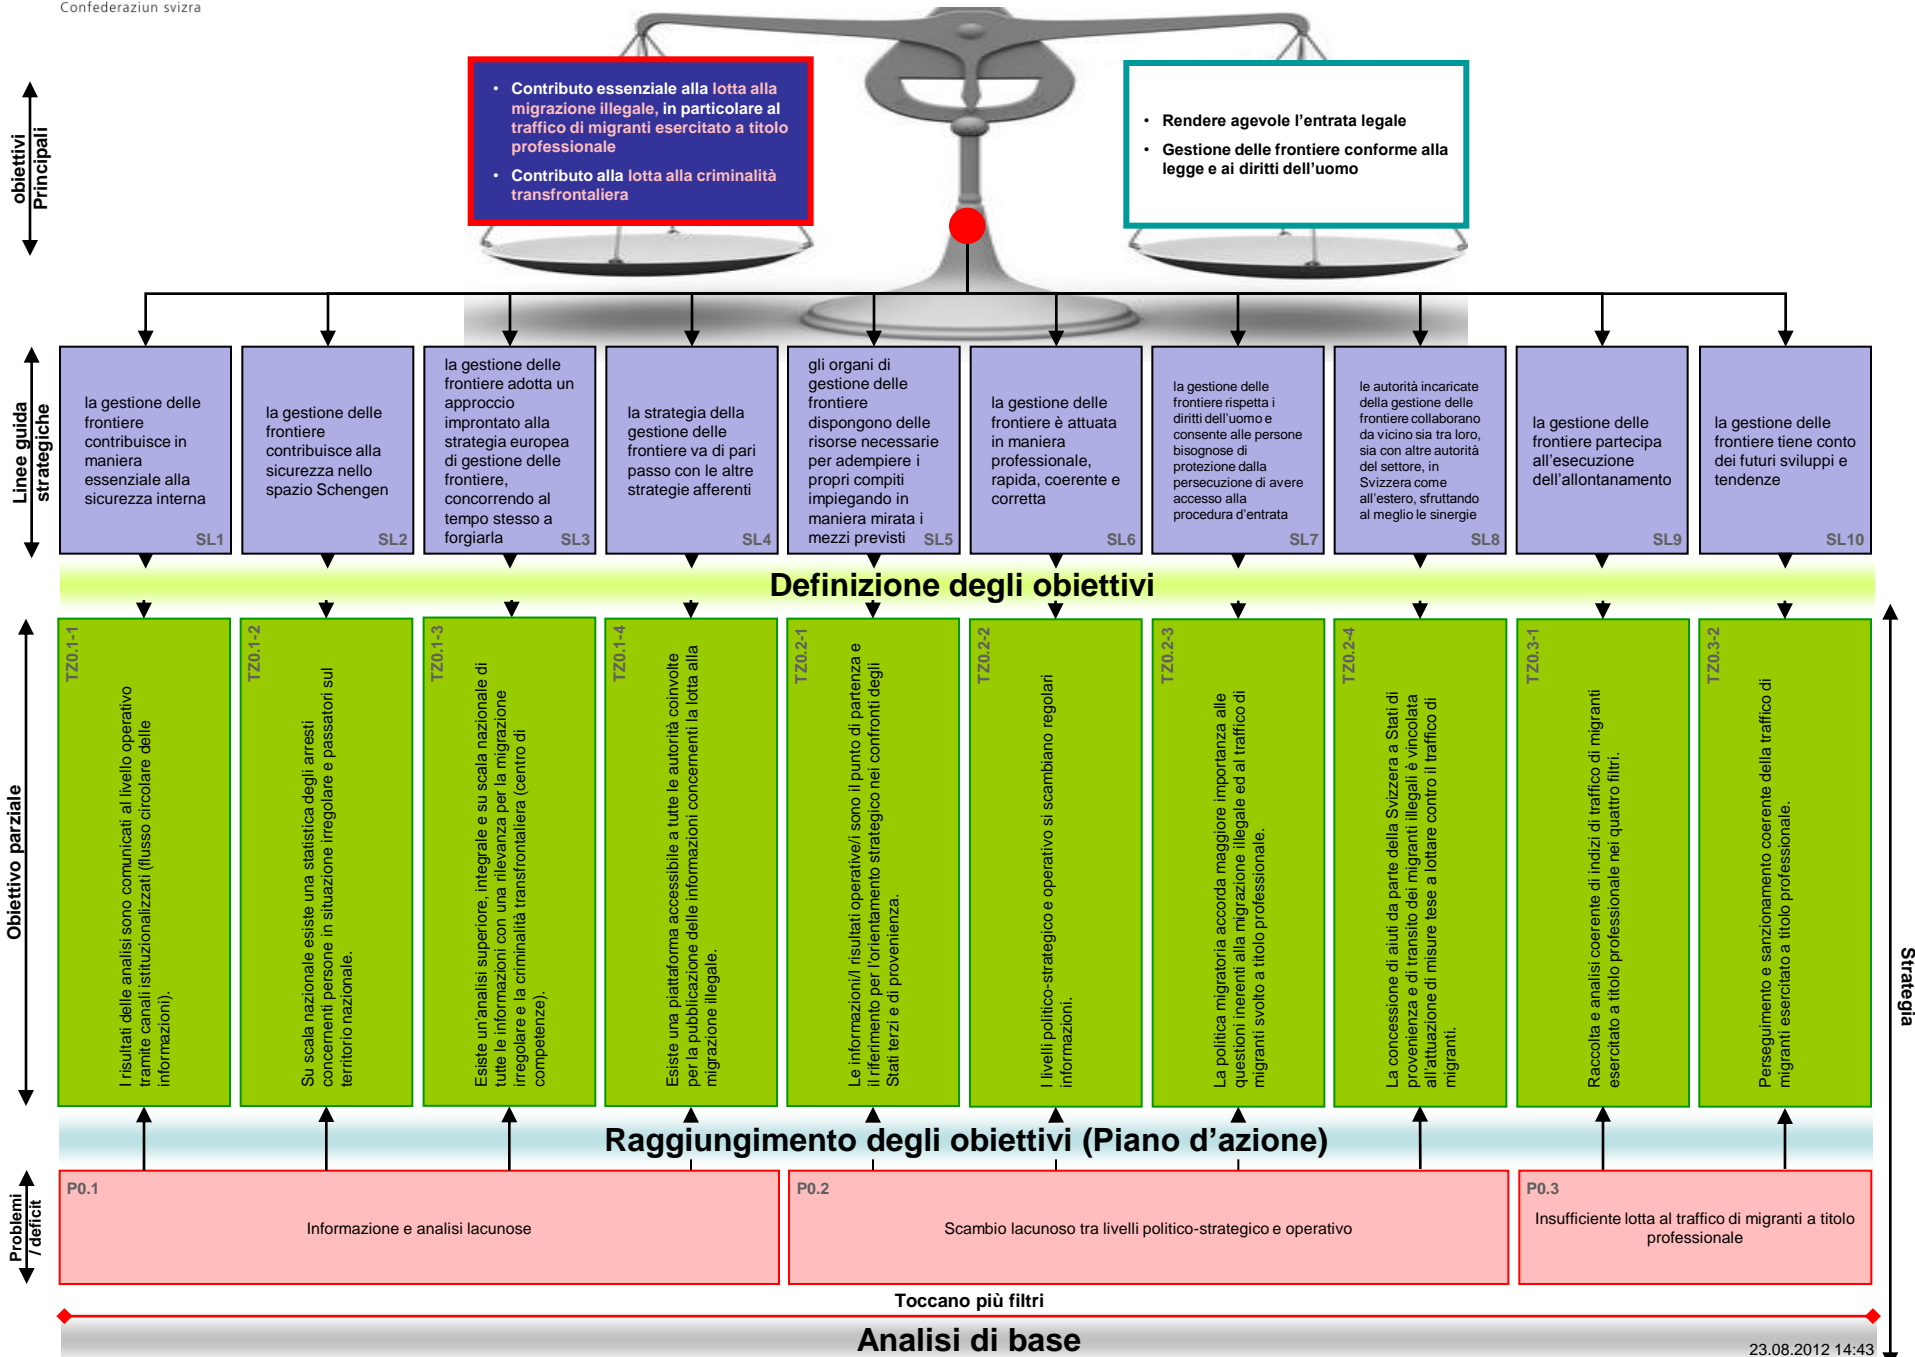 Confederaziun svizra
obiettivi
Principali
• Contributo essenziale alla lotta alla
migrazione illegale, in particolare al
traffico di migranti esercitato a titolo
professionale
• Contributo alla lotta alla criminalità
transfrontaliera
• Rendere agevole l'entrata legale
• Gestione delle frontiere conforme alla
legge e ai diritti dell'uomo
Linee guida
strategiche
la gestione delle
frontiere
contribuisce in
maniera
essenziale alla
sicurezza interna
SL1
la gestione delle
frontiere
contribuisce alla
sicurezza nello
spazio Schengen
SL2
la gestione delle
frontiere adotta un
approccio
improntato alla
strategia europea
di gestione delle
frontiere,
concorrendo al
tempo stesso a
forgiarla
SL3
la strategia della
gestione delle
frontiere va di pari
passo con le altre
strategie afferenti
SL4
gli organi di
gestione delle
frontiere
dispongono delle
risorse necessarie
per adempiere i
propri compiti
impiegando in
maniera mirata i
mezzi previsti
SL5
la gestione delle
frontiere è attuata
in maniera
professionale,
rapida, coerente e
corretta
SL6
la gestione delle
frontiere rispetta i
diritti dell'uomo e
consente alle persone
bisognose di
protezione dalla
persecuzione di avere
accesso alla
procedura d'entrata
SL7
le autorità incaricate
della gestione delle
frontiere collaborano
da vicino sia tra loro,
sia con altre autorità
del settore, in
Svizzera come
all'estero, sfruttando
al meglio le sinergie
SL8
la gestione delle
frontiere partecipa
all'esecuzione
dell'allontanamento
SL9
la gestione delle
frontiere tiene conto
dei futuri sviluppi e
tendenze
SL10
Definizione degli obiettivi
Obiettivo parziale
TZ0.1-1
I risultati delle analisi sono comunicati al livello operativo
tramite canali istituzionalizzati (flusso circolare delle
informazioni).
TZ0.1-2
Su scala nazionale esiste una statistica degli arresti
concernenti persone in situazione irregolare e passatori sul
territorio nazionale.
TZ0.1-3
Esiste un'analisi superiore, integrale e su scala nazionale di
tutte le informazioni con una rilevanza per la migrazione
irregolare e la criminalità transfrontaliera (centro di
competenze).
TZ0.1-4
Esiste una piattaforma accessibile a tutte le autorità coinvolte
per la pubblicazione delle informazioni concernenti la lotta alla
migrazione illegale.
TZ0.2-1
Le informazioni/I risultati operative/i sono il punto di partenza e
il riferimento per l'orientamento strategico nei confronti degli
Stati terzi e di provenienza.
TZ0.2-2
I livelli politico-strategico e operativo si scambiano regolari
informazioni.
TZ0.2-3
La politica migratoria accorda maggiore importanza alle
questioni inerenti alla migrazione illegale ed al traffico di
migranti svolto a titolo professionale.
TZ0.2-4
La concessione di aiuti da parte della Svizzera a Stati di
provenienza e di transito dei migranti illegali è vincolata
all'attuazione di misure tese a lottare contro il traffico di
migranti.
TZ0.3-1
Raccolta e analisi coerente di indizi di traffico di migranti
esercitato a titolo professionale nei quattro filtri.
TZ0.3-2
Perseguimento e sanzionamento coerente della traffico di
migranti esercitato a titolo professionale.
Strategia
Raggiungimento degli obiettivi (Piano d'azione)
Problemi
/ deficit
P0.1
Informazione e analisi lacunose
P0.2
Scambio lacunoso tra livelli politico-strategico e operativo
P0.3
Insufficiente lotta al traffico di migranti a titolo
professionale
Toccano più filtri
Analisi di base
23.08.2012 14:43